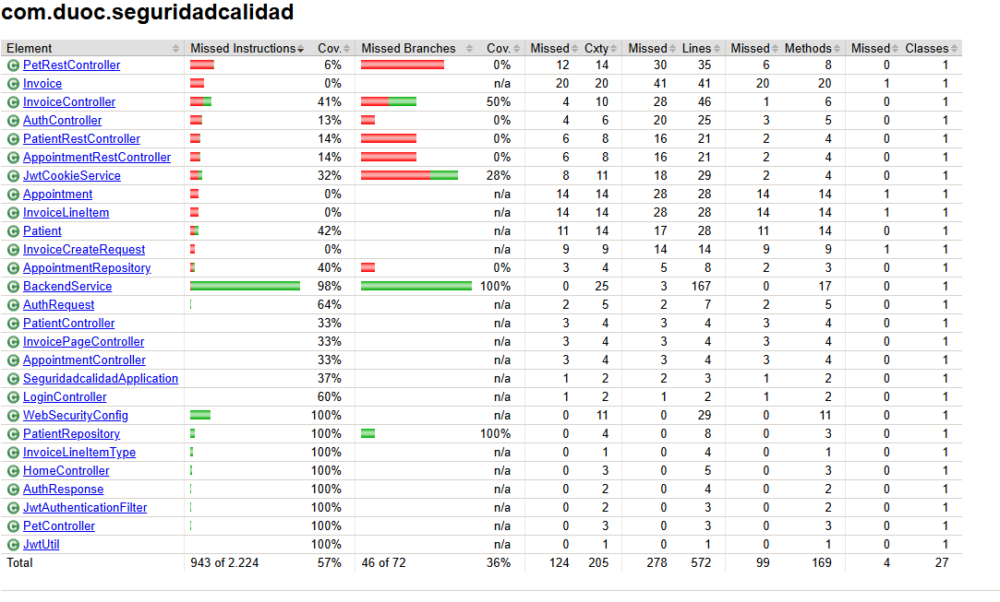 com.duoc.seguridadcalidad
Element Missed Instructions Cov. Missed Branches Cov. Missed Cxty Missed Lines Missed Methods Missed Classes
PetRestController 6% 0% 12 14 30 35 6 8 0 1
Invoice 0% n/a 20 20 41 41 20 20 1 1
InvoiceController 41% 50% 4 10 28 46 1 6 0 1
AuthController 13% 0% 4 6 20 25 3 5 0 1
PatientRestController 14% 0% 6 8 16 21 2 4 0 1
AppointmentRestController 14% 0% 6 8 16 21 2 4 0 1
JwtCookieService 32% 28% 8 11 18 29 2 4 0 1
Appointment 0% n/a 14 14 28 28 14 14 1 1
InvoiceLineItem 0% n/a 14 14 28 28 14 14 1 1
Patient 42% n/a 11 14 17 28 11 14 0 1
InvoiceCreateRequest 0% n/a 9 9 14 14 9 9 1 1
AppointmentRepository 40% 0% 3 4 5 8 2 3 0 1
BackendService 98% 100% 0 25 3 167 0 17 0 1
AuthRequest 64% n/a 2 5 2 7 2 5 0 1
PatientController 33% n/a 3 4 3 4 3 4 0 1
InvoicePageController 33% n/a 3 4 3 4 3 4 0 1
AppointmentController 33% n/a 3 4 3 4 3 4 0 1
SeguridadcalidadApplication 37% n/a 1 2 2 3 1 2 0 1
LoginController 60% n/a 1 2 1 2 1 2 0 1
WebSecurityConfig 100% n/a 0 11 0 29 0 11 0 1
PatientRepository 100% 100% 0 4 0 8 0 3 0 1
InvoiceLineItemType 100% n/a 0 1 0 4 0 1 0 1
HomeController 100% n/a 0 3 0 5 0 3 0 1
AuthResponse 100% n/a 0 2 0 4 0 2 0 1
JwtAuthenticationFilter 100% n/a 0 2 0 3 0 2 0 1
PetController 100% n/a 0 3 0 3 0 3 0 1
JwtUtil 100% n/a 0 1 0 1 0 1 0 1
Total 943 of 2.224 57% 46 of 72 36% 124 205 278 572 99 169 4 27